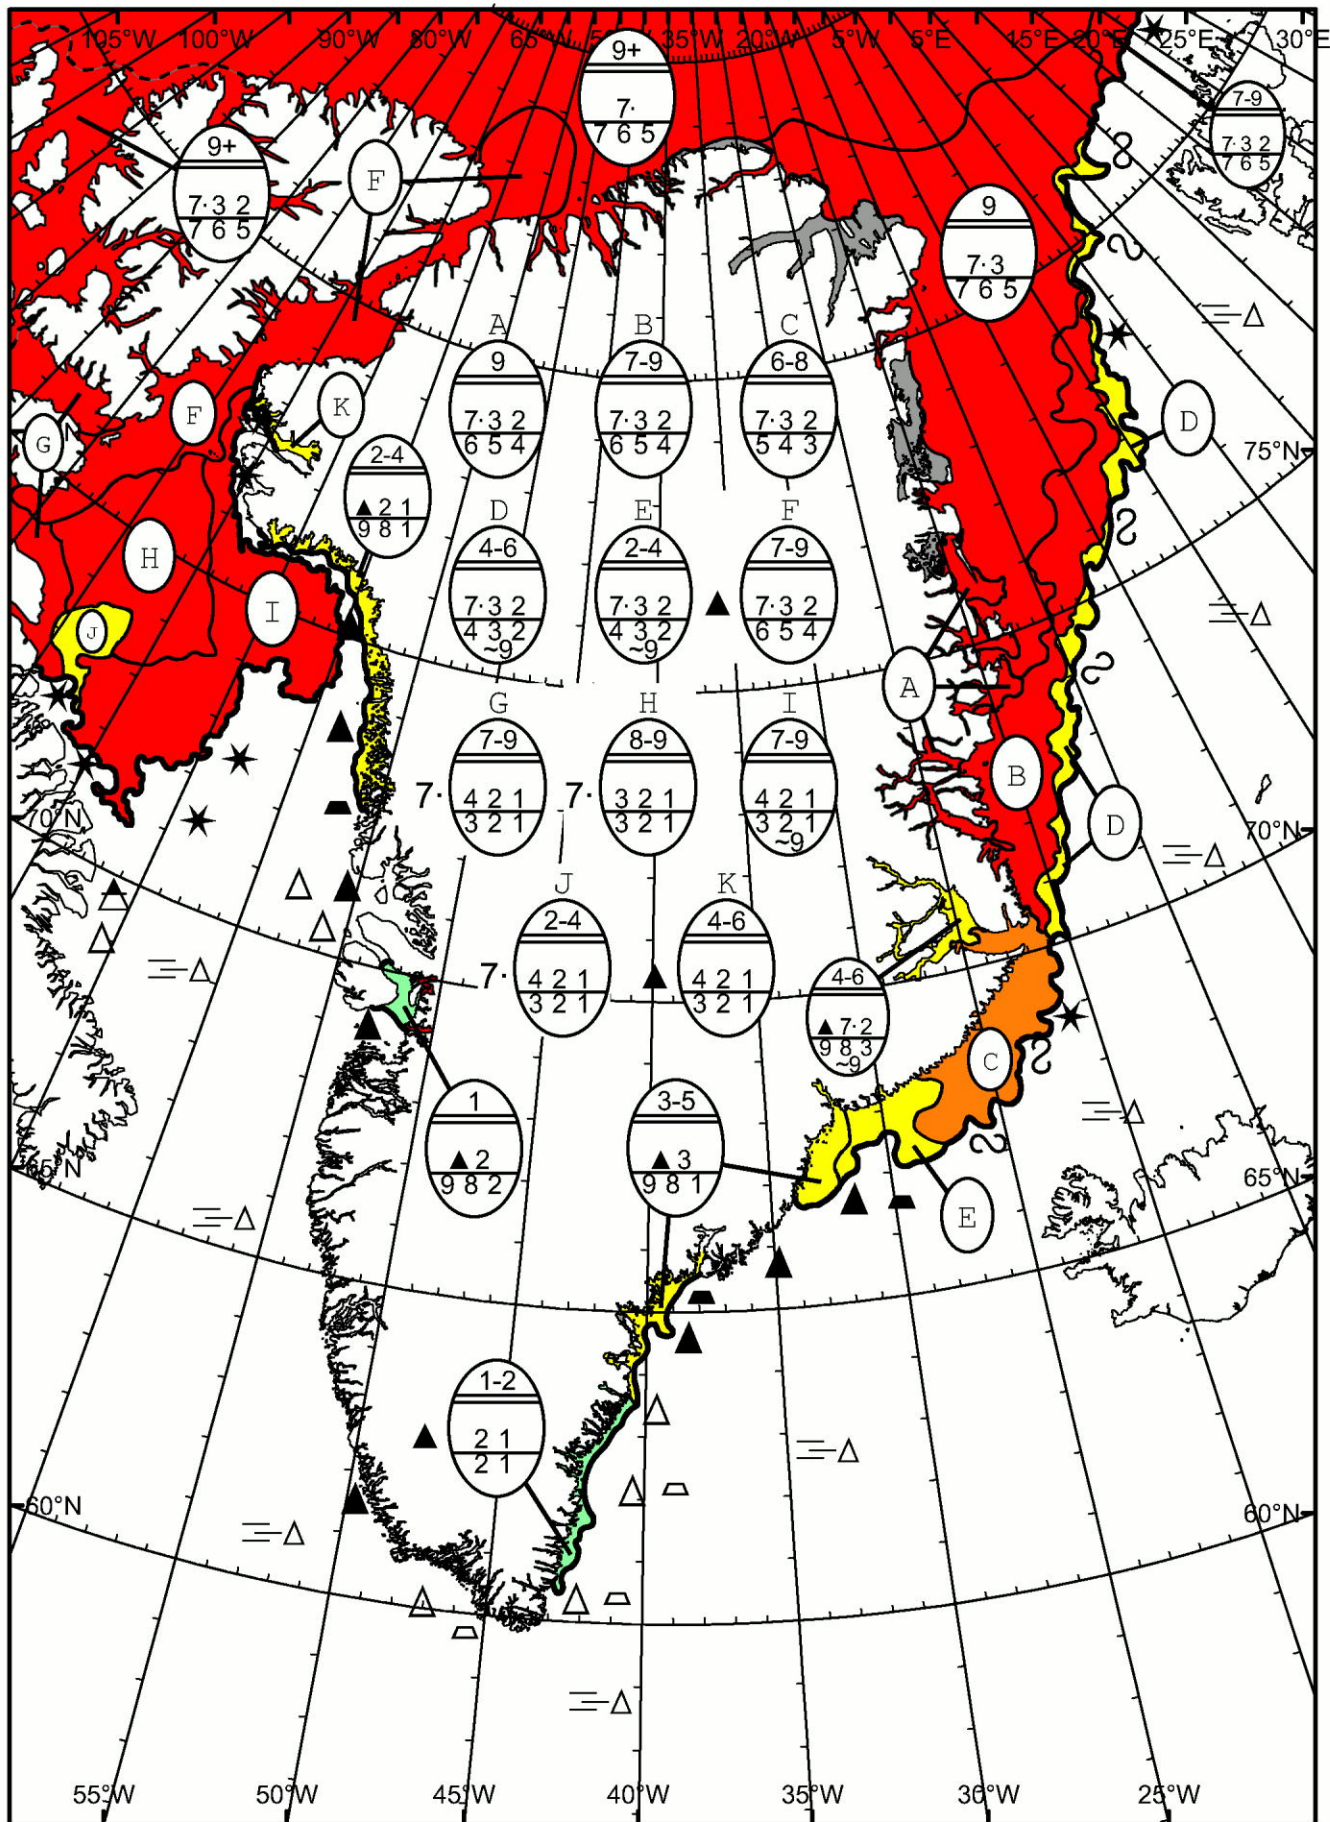 105°W 100°W 90°W 80°W 65°W 35°W 20°W 5°W 5°E 15°E 20°E 25°E 30°E
9+
7·
7 6 5
7-9
7·3 2
7 6 5
9+
7·3 2
7 6 5
F
9
7·3
7 6 5
A B C
9 7-9 6-8
7·3 2 7·3 2 7·3 2
6 5 4 6 5 4 5 4 3
F
K
G
N
D
75°N
2-4
▲ 2 1
9 8 1
D E F
4-6 2-4 7-9
7·3 2 7·3 2 7·3 2
4 3 2 4 3 2 6 5 4
~9 ~9
H
I
J
A
G H I
7-9 8-9 7-9
7· 4 2 1 7· 3 2 1 4 2 1
3 2 1 3 2 1 3 2 1
~9
B
D
70°N
70°N
J K
2-4 4-6
7· 4 2 1 4 2 1
3 2 1 3 2 1
4-6
▲ 7·2
9 8 3
~9
C
1
▲ 2
9 8 2
3-5
▲ 3
9 8 1
65°N
65°N
E
1-2
2 1
2 1
60°N
60°N
55°W 50°W 45°W 40°W 35°W 30°W 25°W